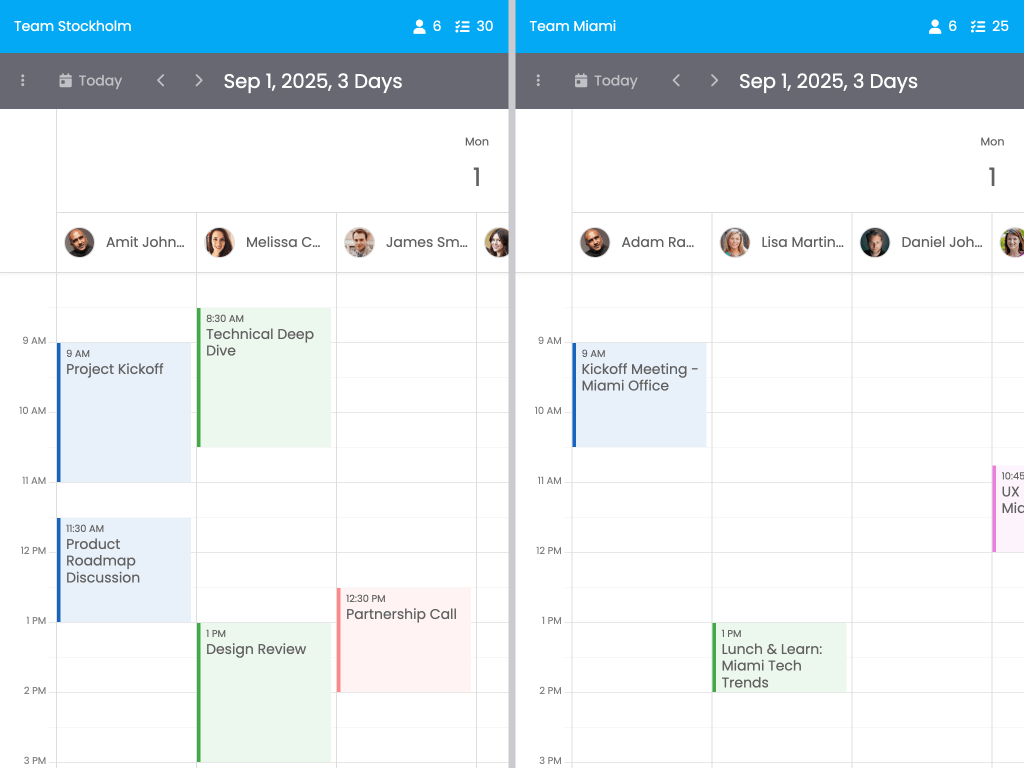 Team Stockholm
6
30
Today
Sep 1, 2025, 3 Days
Mon
1
Amit John...
Melissa C...
James Sm...
9 AM
10 AM
11 AM
12 PM
1 PM
2 PM
3 PM
9 AM
Project Kickoff
11:30 AM
Product
Roadmap
Discussion
8:30 AM
Technical Deep
Dive
1 PM
Design Review
12:30 PM
Partnership Call
Team Miami
6
25
Today
Sep 1, 2025, 3 Days
Mon
1
Adam Ra...
Lisa Martin...
Daniel Joh...
9 AM
10 AM
11 AM
12 PM
1 PM
2 PM
3 PM
9 AM
Kickoff Meeting -
Miami Office
1 PM
Lunch & Learn:
Miami Tech
Trends
10:45
UX